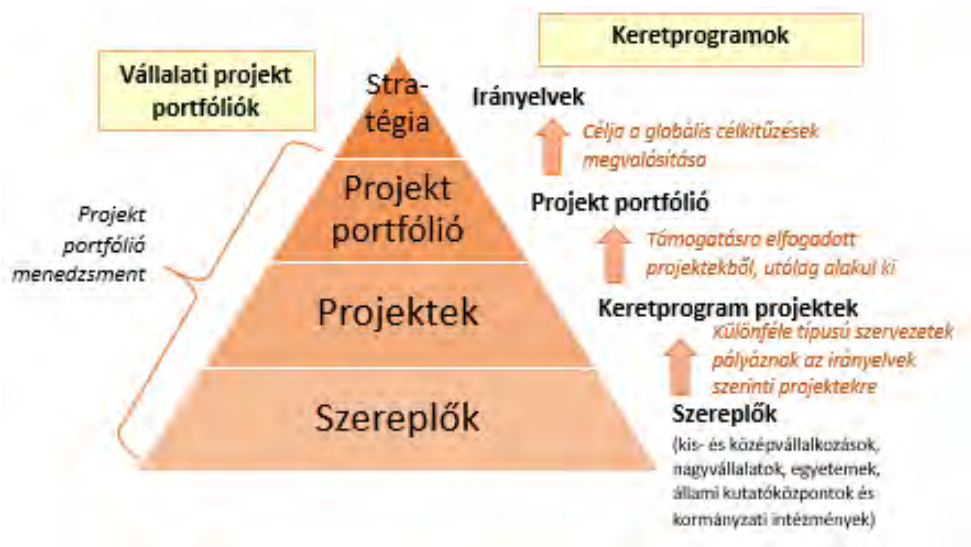 Vállalati projekt
portfóliók
Projekt
portfólió
menedzsment
Stra-
tégia
Projekt
portfólió
Projektek
Szereplők
Keretprogramok
Irányelvek
Célja a globális célkitűzések
megvalósítása
Projekt portfólió
Támogatásra elfogadott
projektekből, utólag alakul ki
Keretprogram projektek
Különféle típusú szervezetek
pályáznak az irányelvek
szerinti projektekre
Szereplők
(kis- és középvállalkozások,
nagyvállalatok, egyetemek,
állami kutatóközpontok és
kormányzati intézmények)